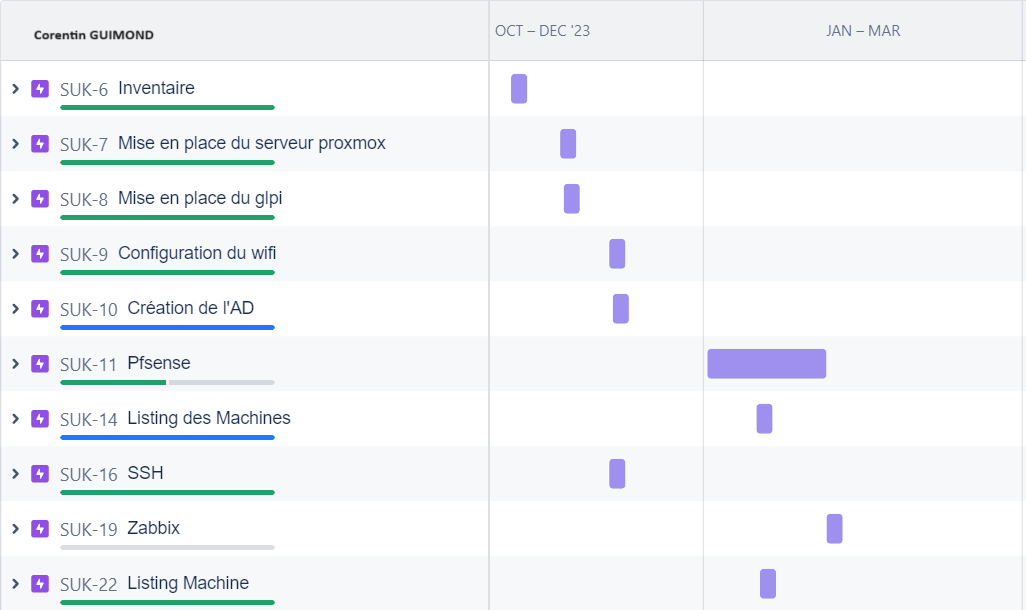 Corentin GUIMOND
OCT – DEC '23
JAN – MAR
SUK-6 Inventaire
SUK-7 Mise en place du serveur proxmox
SUK-8 Mise en place du glpi
SUK-9 Configuration du wifi
SUK-10 Création de l'AD
SUK-11 Pfsense
SUK-14 Listing des Machines
SUK-16 SSH
SUK-19 Zabbix
SUK-22 Listing Machine